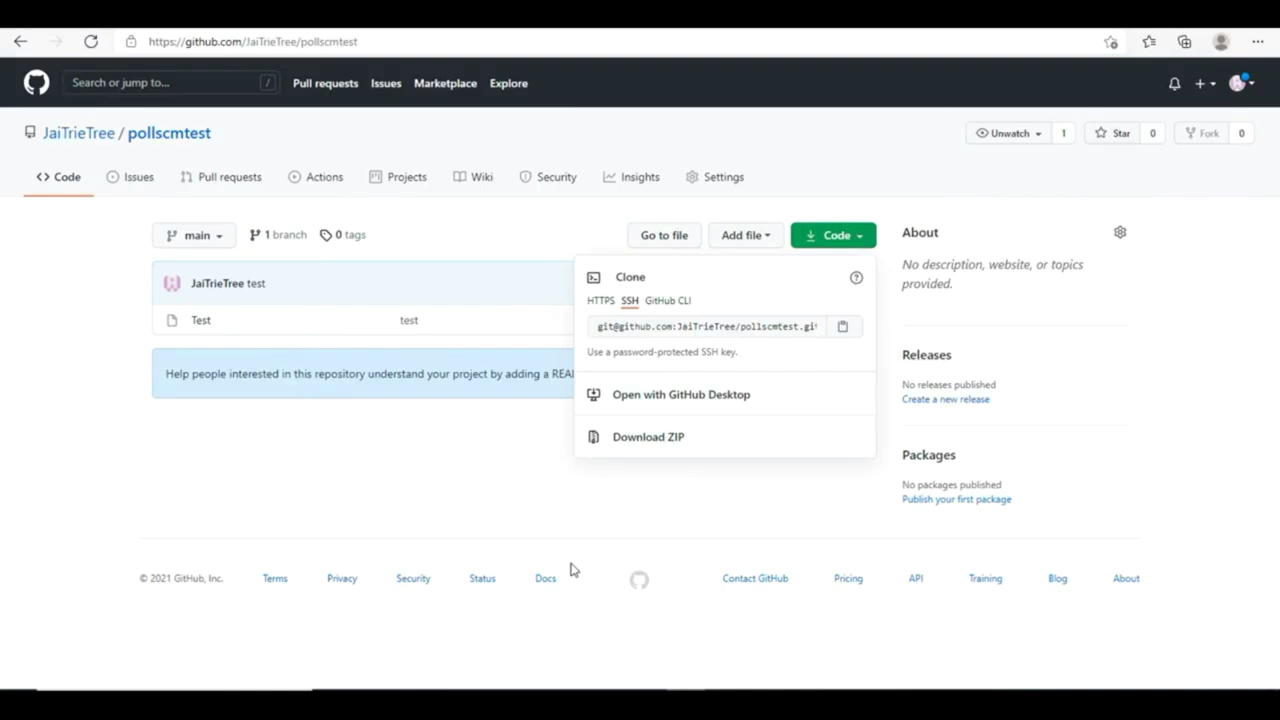 https://github.com/JaiTrieTree/pollscmtest
Search or jump to... / Pull requests Issues Marketplace Explore
JaiTrieTree / pollscmtest Unwatch 1 Star 0 Fork 0
Code Issues Pull requests Actions Projects Wiki Security Insights Settings
main 1 branch 0 tags Go to file Add file Code
About
No description, website, or topics
provided.
JaiTrieTree test
Test test
Help people interested in this repository understand your project by adding a
Clone
HTTPS SSH GitHub CLI
git@github.com:JaiTrieTree/pollscmtest.git
Use a password-protected SSH key.
Open with GitHub Desktop
Download ZIP
Releases
No releases published
Create a new release
Packages
No packages published
Publish your first package
© 2021 GitHub, Inc. Terms Privacy Security Status Docs Contact GitHub Pricing API Training Blog About